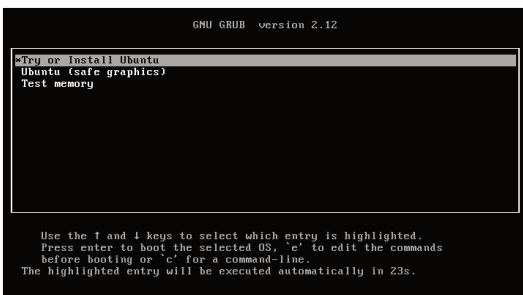 GNU GRUB  version 2.12
*Try or Install Ubuntu
Ubuntu (safe graphics)
Test memory
Use the ↑ and ↓ keys to select which entry is highlighted.
Press enter to boot the selected OS, `e' to edit the commands
before booting or `c' for a command-line.
The highlighted entry will be executed automatically in 23s.